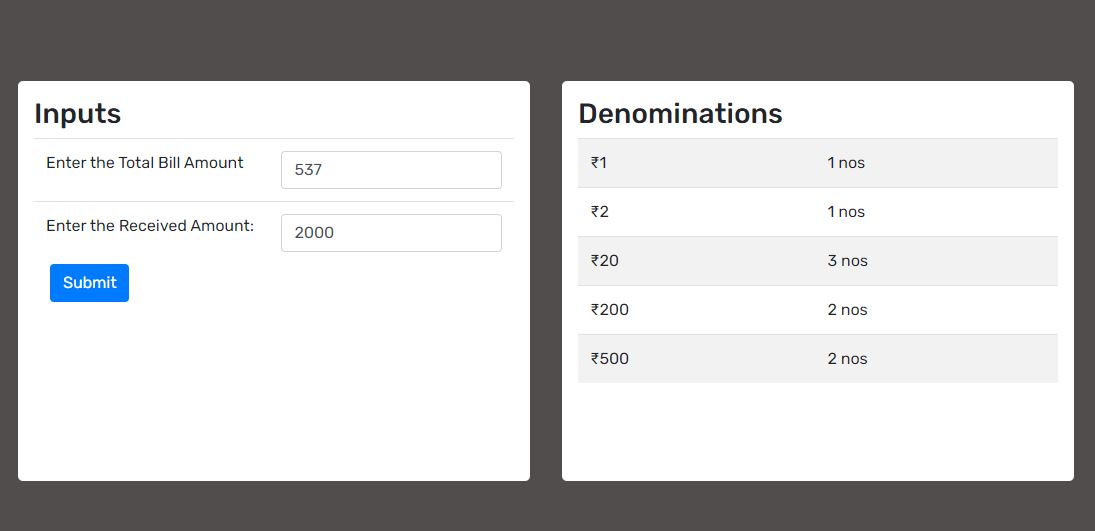 Inputs
Enter the Total Bill Amount 537
Enter the Received Amount: 2000
Submit
Denominations
₹1 1 nos
₹2 1 nos
₹20 3 nos
₹200 2 nos
₹500 2 nos